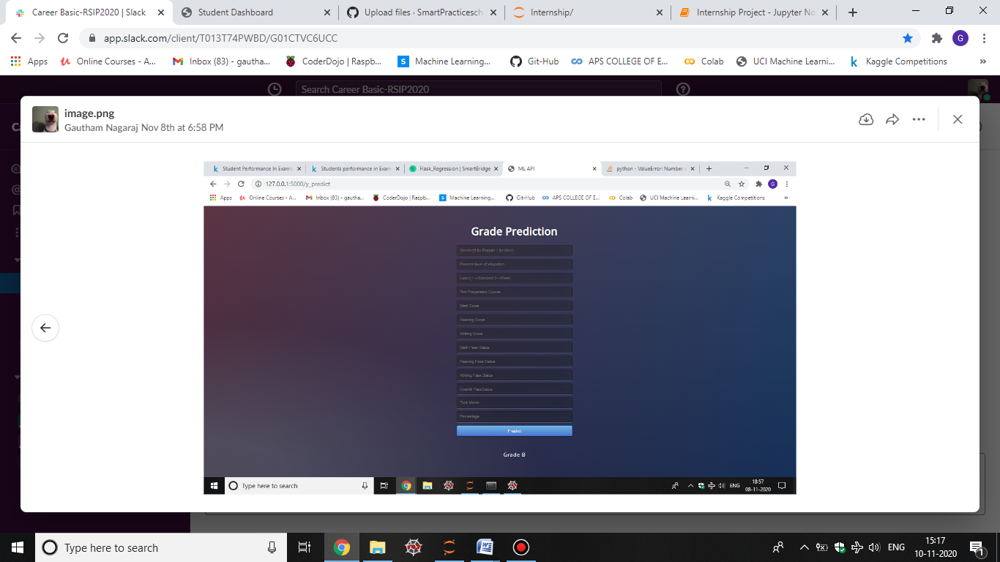 Career Basic-RSIP2020 | Slack
Student Dashboard
Upload files · SmartPracticesch
Internship/
Internship Project - Jupyter No
app.slack.com/client/T013T74PWBD/G01CTVC6UCC
G
Apps
Online Courses - A...
Inbox (83) - gautha...
CoderDojo | Raspb...
Machine Learning...
Git-Hub
APS COLLEGE OF E...
Colab
UCI Machine Learni...
Kaggle Competitions
Search Career Basic-RSIP2020
image.png
Gautham Nagaraj Nov 8th at 6:58 PM
Student Performance In Exams
Students performance in Exam
Flask_Regression | SmartBridge
ML API
python - ValueError: Number
127.0.0.1:5000/y_predict
G
Apps
Online Courses - A...
Inbox (83) - gautha...
CoderDojo | Raspb...
Machine Learning...
Git-Hub
APS COLLEGE OF E...
Colab
UCI Machine Learni...
Kaggle Competitions
Grade Prediction
Gender(0 for Female 1 for Male)
Parental level of education
Test Preparation Course
Math Score
Reading Score
Writing Score
Math Pass Status
Reading Pass Status
Writing Pass Status
OverAll PassStatus
Total Marks
Percentage
Predict
Grade B
Type here to search
ENG
18:57
08-11-2020
Type here to search
ENG
15:17
10-11-2020
1